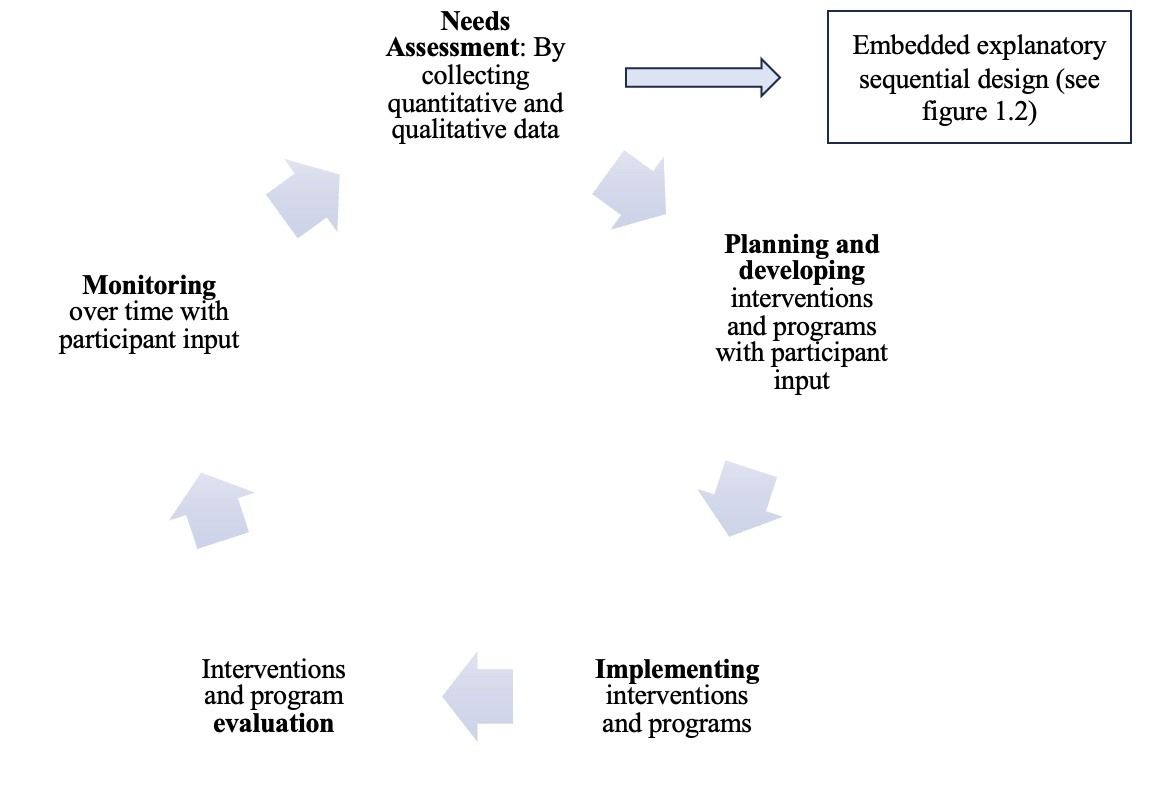 Needs
Assessment: By
collecting
quantitative and
qualitative data
Embedded explanatory
sequential design (see
figure 1.2)
Planning and
developing
interventions
and programs
with participant
input
Implementing
interventions
and programs
Interventions
and program
evaluation
Monitoring
over time with
participant input